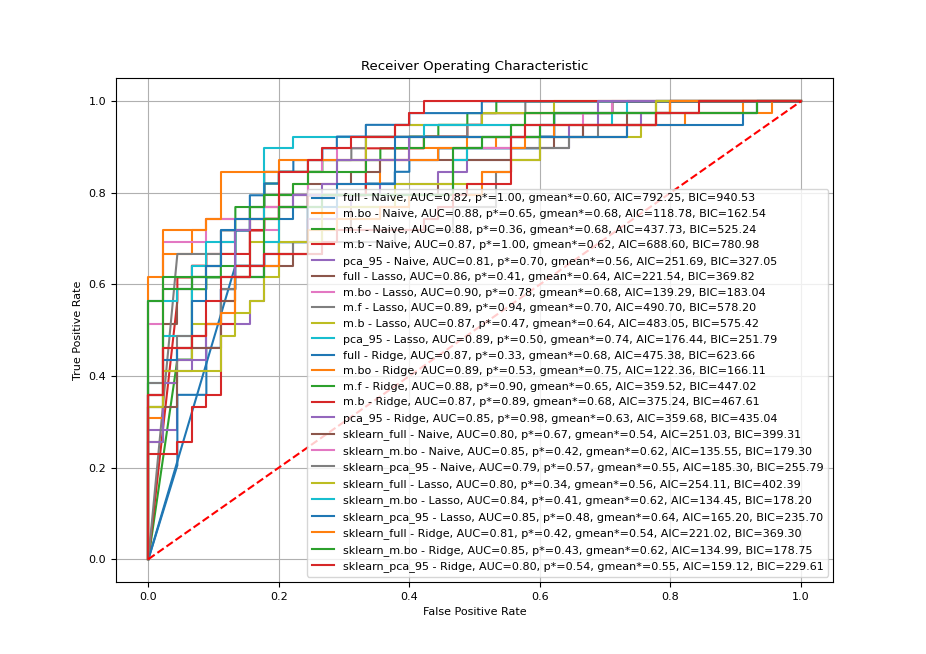 Receiver Operating Characteristic
True Positive Rate
1.0
0.8
0.6
0.4
0.2
0.0
full - Naive, AUC=0.82, p*=1.00, gmean*=0.60, AIC=792.25, BIC=940.53
m.bo - Naive, AUC=0.88, p*=0.65, gmean*=0.68, AIC=118.78, BIC=162.54
m.f - Naive, AUC=0.88, p*=0.36, gmean*=0.68, AIC=437.73, BIC=525.24
m.b - Naive, AUC=0.87, p*=1.00, gmean*=0.62, AIC=688.60, BIC=780.98
pca_95 - Naive, AUC=0.81, p*=0.70, gmean*=0.56, AIC=251.69, BIC=327.05
full - Lasso, AUC=0.86, p*=0.41, gmean*=0.64, AIC=221.54, BIC=369.82
m.bo - Lasso, AUC=0.90, p*=0.78, gmean*=0.68, AIC=139.29, BIC=183.04
m.f - Lasso, AUC=0.89, p*=0.94, gmean*=0.70, AIC=490.70, BIC=578.20
m.b - Lasso, AUC=0.87, p*=0.47, gmean*=0.64, AIC=483.05, BIC=575.42
pca_95 - Lasso, AUC=0.89, p*=0.50, gmean*=0.74, AIC=176.44, BIC=251.79
full - Ridge, AUC=0.87, p*=0.33, gmean*=0.68, AIC=475.38, BIC=623.66
m.bo - Ridge, AUC=0.89, p*=0.53, gmean*=0.75, AIC=122.36, BIC=166.11
m.f - Ridge, AUC=0.88, p*=0.90, gmean*=0.65, AIC=359.52, BIC=447.02
m.b - Ridge, AUC=0.87, p*=0.89, gmean*=0.68, AIC=375.24, BIC=467.61
pca_95 - Ridge, AUC=0.85, p*=0.98, gmean*=0.63, AIC=359.68, BIC=435.04
sklearn_full - Naive, AUC=0.80, p*=0.67, gmean*=0.54, AIC=251.03, BIC=399.31
sklearn_m.bo - Naive, AUC=0.85, p*=0.42, gmean*=0.62, AIC=135.55, BIC=179.30
sklearn_pca_95 - Naive, AUC=0.79, p*=0.57, gmean*=0.55, AIC=185.30, BIC=255.79
sklearn_full - Lasso, AUC=0.80, p*=0.34, gmean*=0.56, AIC=254.11, BIC=402.39
sklearn_m.bo - Lasso, AUC=0.84, p*=0.41, gmean*=0.62, AIC=134.45, BIC=178.20
sklearn_pca_95 - Lasso, AUC=0.85, p*=0.48, gmean*=0.64, AIC=165.20, BIC=235.70
sklearn_full - Ridge, AUC=0.81, p*=0.42, gmean*=0.54, AIC=221.02, BIC=369.30
sklearn_m.bo - Ridge, AUC=0.85, p*=0.43, gmean*=0.62, AIC=134.99, BIC=178.75
sklearn_pca_95 - Ridge, AUC=0.80, p*=0.54, gmean*=0.55, AIC=159.12, BIC=229.61
0.0 0.2 0.4 0.6 0.8 1.0
False Positive Rate